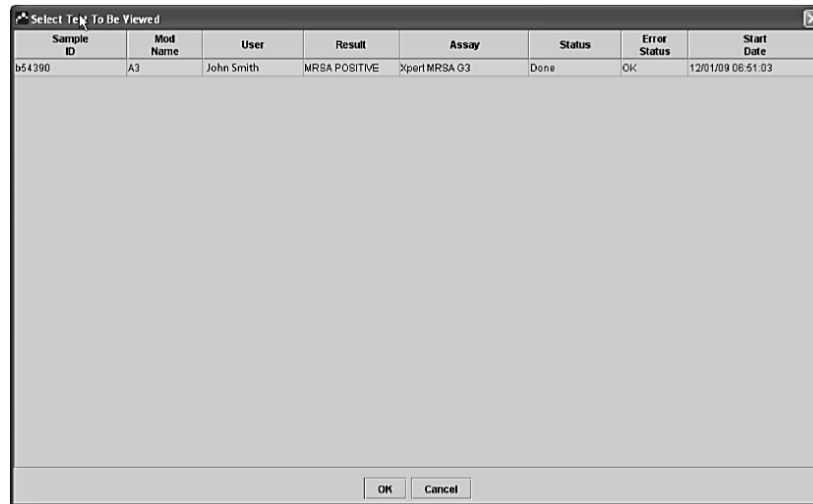 Select Test To Be Viewed
Sample ID Mod Name User Result Assay Status Error Status Start Date
b54390 A3 John Smith MRSA POSITIVE Xpert MRSA G3 Done OK 12/01/09 06:51:03
OK Cancel